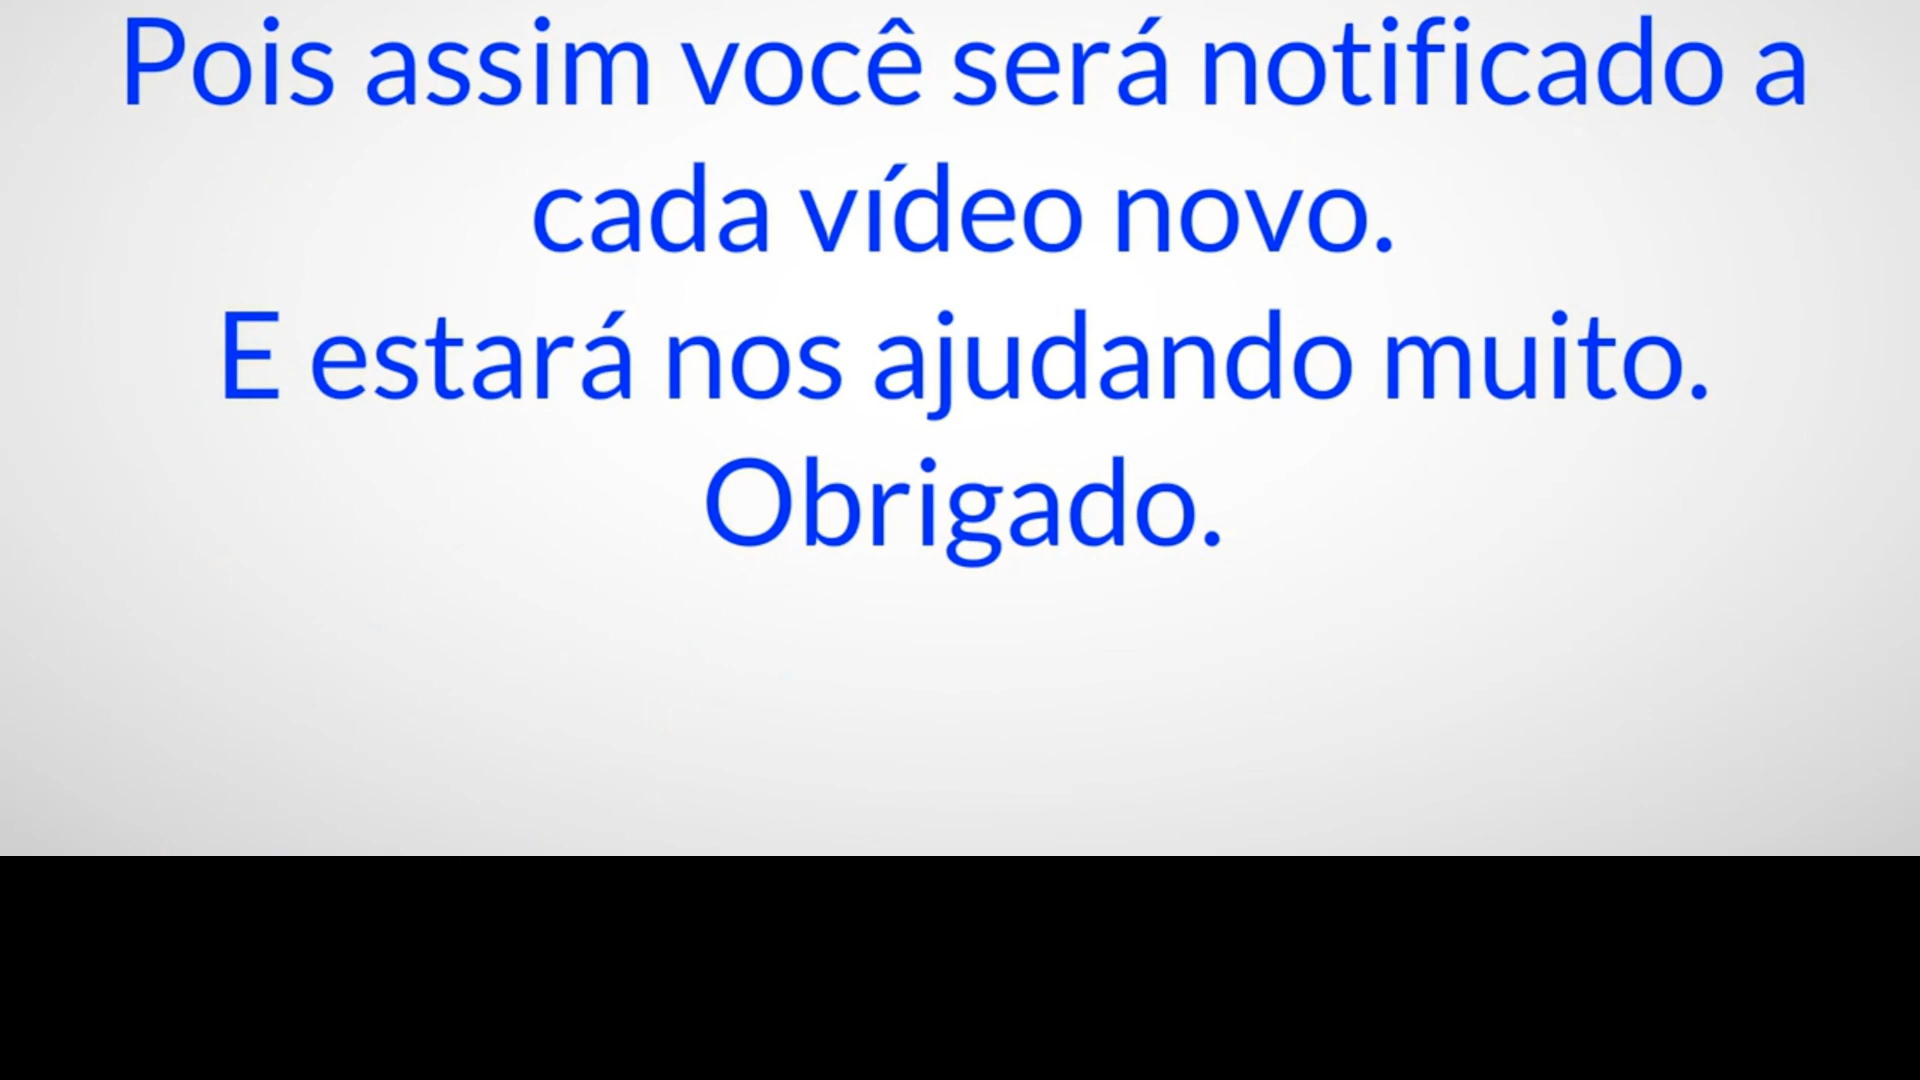 Pois assim você será notificado a
cada vídeo novo.
E estará nos ajudando muito.
Obrigado.